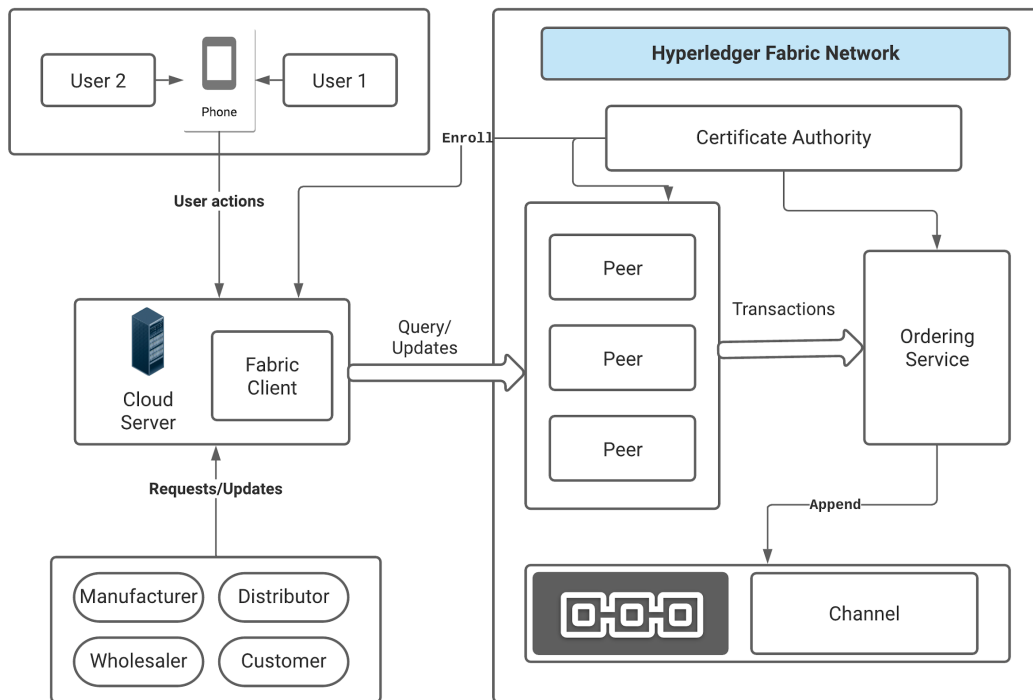 User 2
Phone
User 1
Hyperledger Fabric Network
Enroll
Certificate Authority
User actions
Peer
Peer
Peer
Transactions
Ordering
Service
Query/
Updates
Cloud
Server
Fabric
Client
Requests/Updates
Append
Manufacturer
Distributor
Wholesaler
Customer
Channel